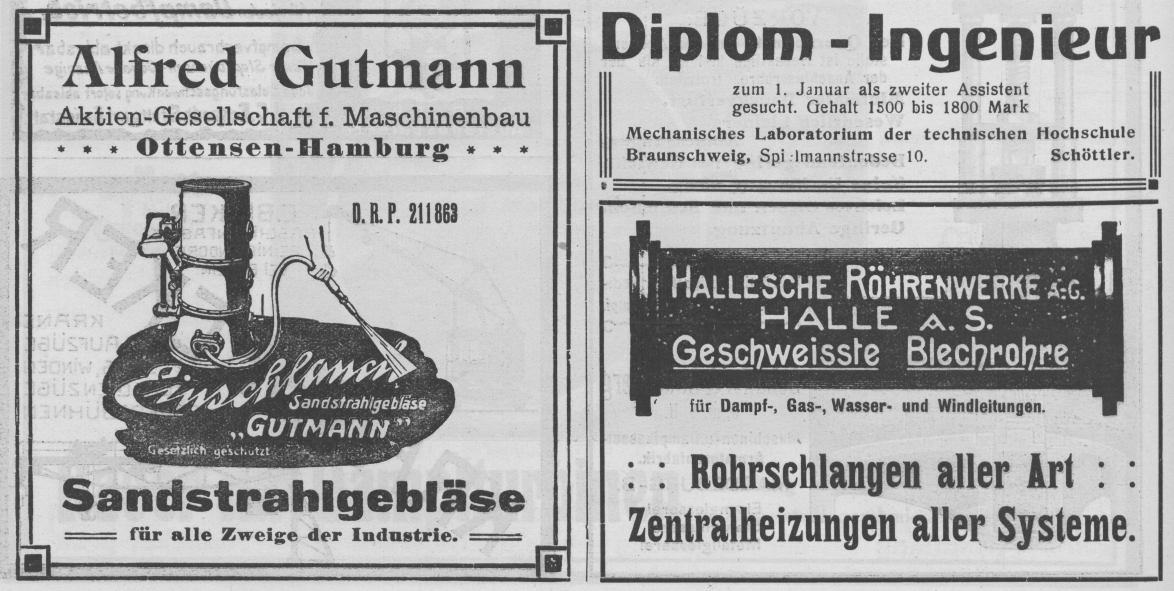 Alfred Gutmann
Aktien-Gesellschaft f. Maschinenbau
* * * Ottensen-Hamburg * * *
D. R. P. 211863
Einschlauch
Sandstrahlgebläse
„GUTMANN"
Gesetzlich geschützt
Sandstrahlgebläse
für alle Zweige der Industrie.
Diplom-Ingenieur
zum 1. Januar als zweiter Assistent
gesucht. Gehalt 1500 bis 1800 Mark
Mechanisches Laboratorium der technischen Hochschule
Braunschweig, Spi lmannstrasse 10. Schöttler.
HALLESCHE RÖHRENWERKE A.-G.
HALLE A. S.
Geschweisste Blechrohre
für Dampf-, Gas-, Wasser- und Windleitungen.
: : Rohrschlangen aller Art : :
Zentralheizungen aller Systeme.